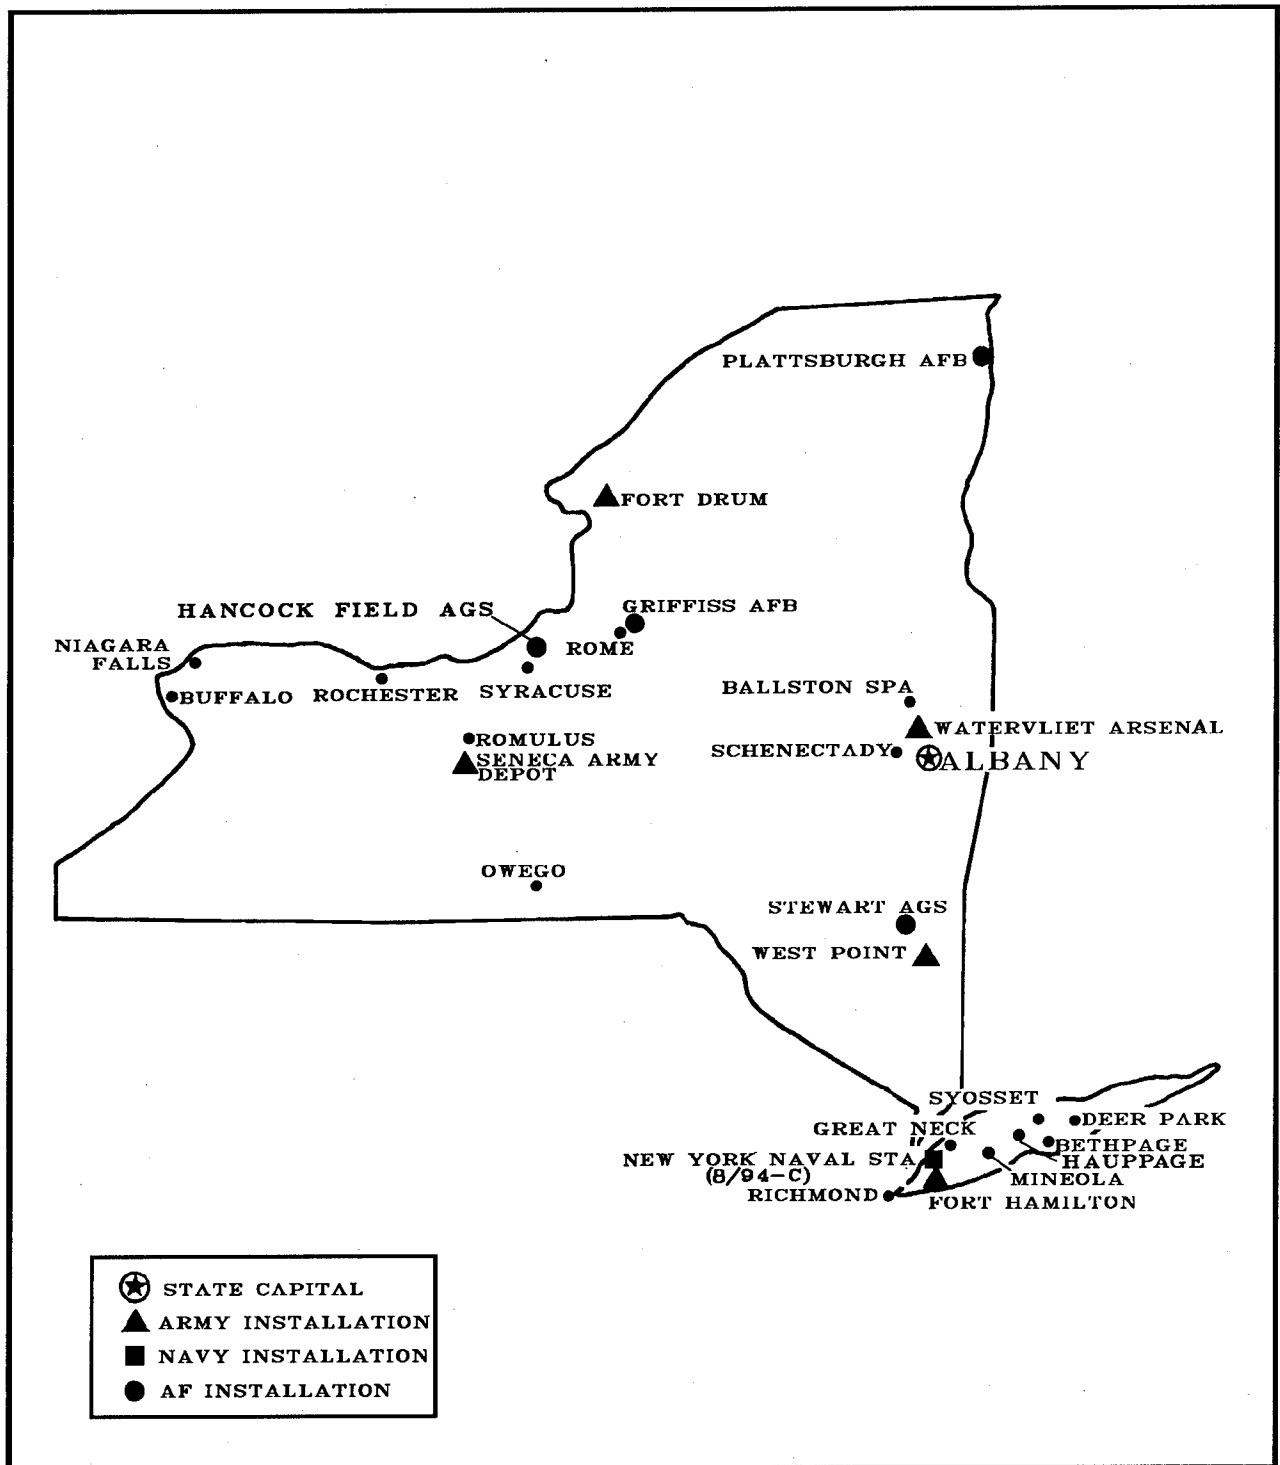 PLATTSBURGH AFB
FORT DRUM
HANCOCK FIELD AGS
GRIFFISS AFB
NIAGARA
FALLS
ROME
BUFFALO
ROCHESTER
SYRACUSE
BALLSTON SPA
WATERVLIET ARSENAL
ROMULUS
SCHENECTADY
SENECA ARMY
DEPOT
ALBANY
OWEGO
STEWART AGS
WEST POINT
SYOSSET
DEER PARK
GREAT NECK
BETHPAGE
NEW YORK NAVAL STA
HAUPPAGE
(8/94-C)
MINEOLA
RICHMOND
FORT HAMILTON
STATE CAPITAL
ARMY INSTALLATION
NAVY INSTALLATION
AF INSTALLATION